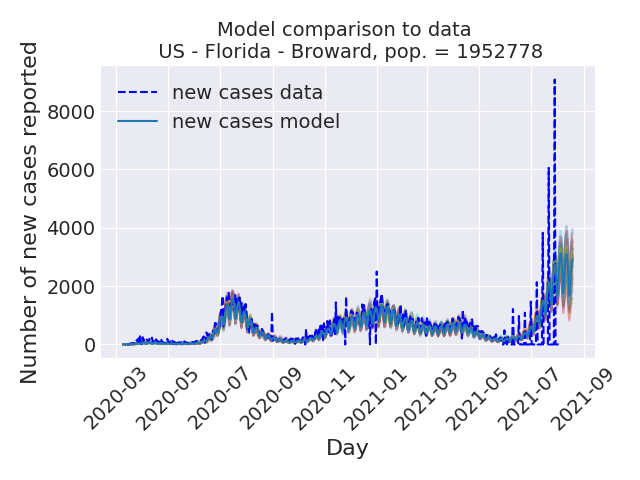 Model comparison to data
US - Florida - Broward, pop. = 1952778
Number of new cases reported
8000
6000
4000
2000
0
new cases data
new cases model
2020-03
2020-05
2020-07
2020-09
2020-11
2021-01
2021-03
2021-05
2021-07
2021-09
Day